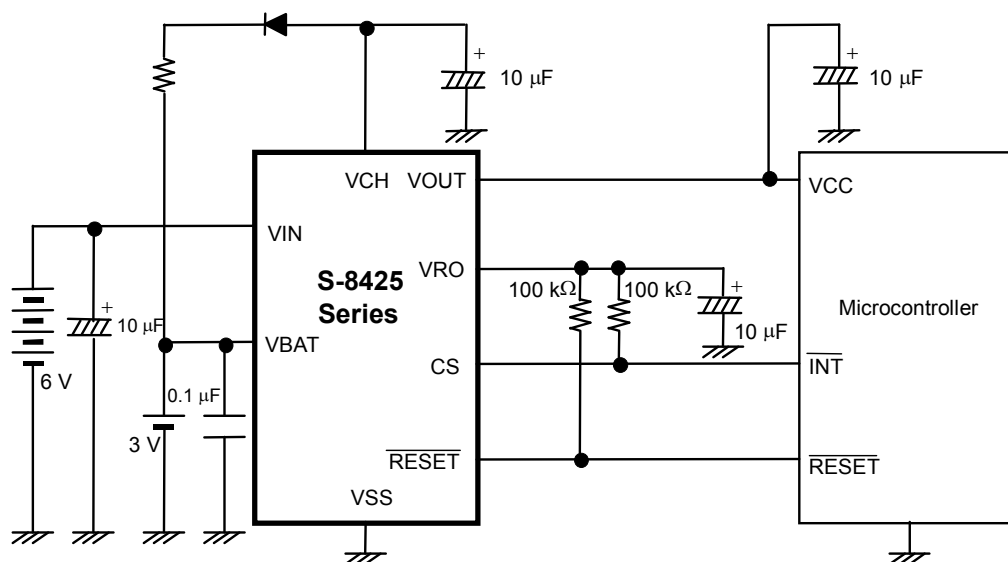 +
10 μF
+
10 μF
VCH
VOUT
VCC
VIN
S-8425
Series
VRO
100 kΩ
100 kΩ
+
10 μF
+
10 μF
Microcontroller
VBAT
CS
INT
6 V
0.1 μF
3 V
RESET
RESET
VSS